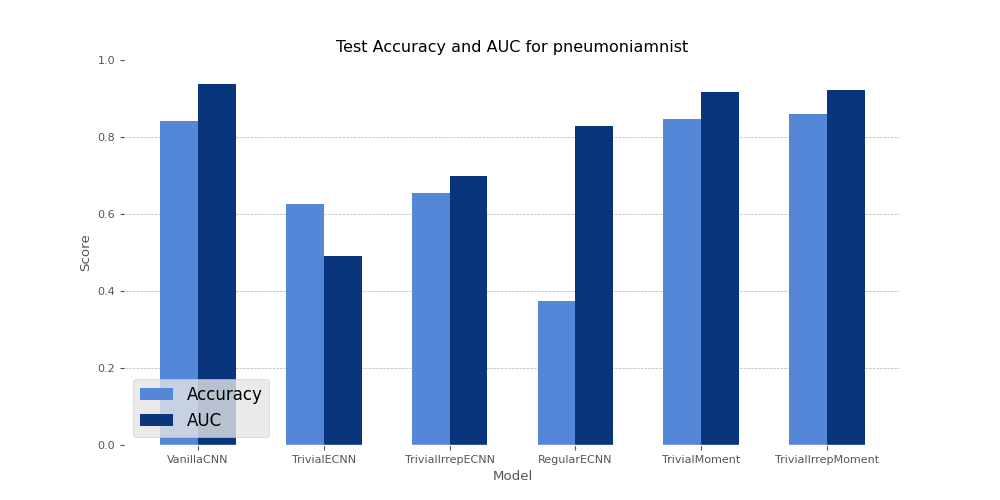 Test Accuracy and AUC for pneumoniamnist
1.0
0.8
0.6
0.4
0.2
0.0
Score
Accuracy
AUC
VanillaCNN TrivialECNN TrivialIrrepECNN RegularECNN TrivialMoment TrivialIrrepMoment
Model